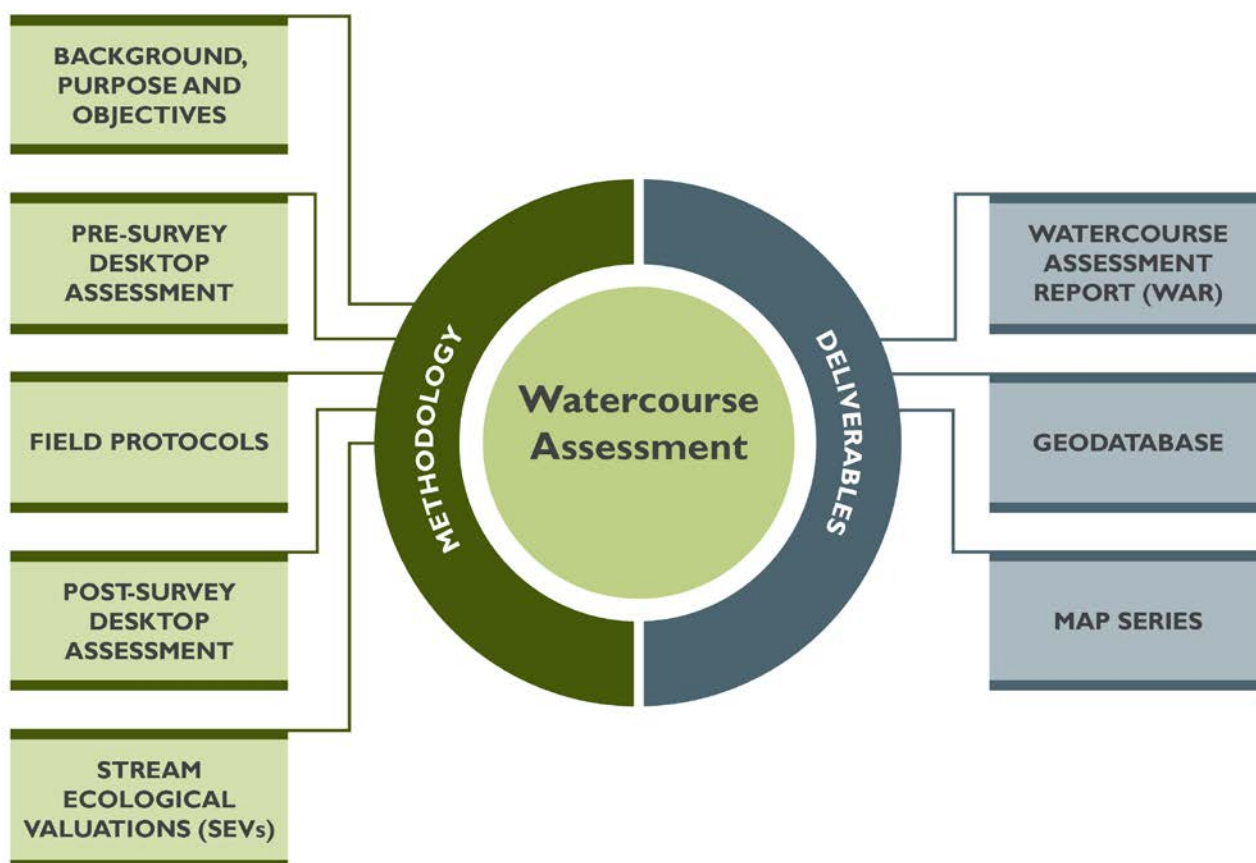 BACKGROUND,
PURPOSE AND
OBJECTIVES
PRE-SURVEY
DESKTOP
ASSESSMENT
FIELD PROTOCOLS
POST-SURVEY
DESKTOP
ASSESSMENT
STREAM
ECOLOGICAL
VALUATIONS (SEVs)
METHODOLOGY
Watercourse
Assessment
DELIVERABLES
WATERCOURSE
ASSESSMENT
REPORT (WAR)
GEODATABASE
MAP SERIES